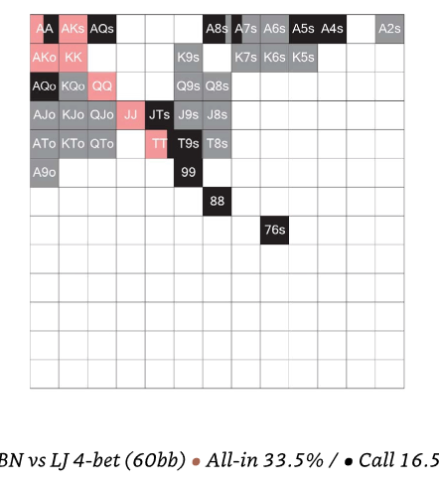 AA AKs AQs A8s A7s A6s A5s A4s A2s
AKo KK K9s K7s K6s K5s
AQo KQo QQ Q9s Q8s
AJo KJo QJo JJ JTs J9s J8s
ATo KTo QTo TT T9s T8s
A9o 99
88
76s
BN vs LJ 4-bet (60bb) • All-in 33.5% / • Call 16.5